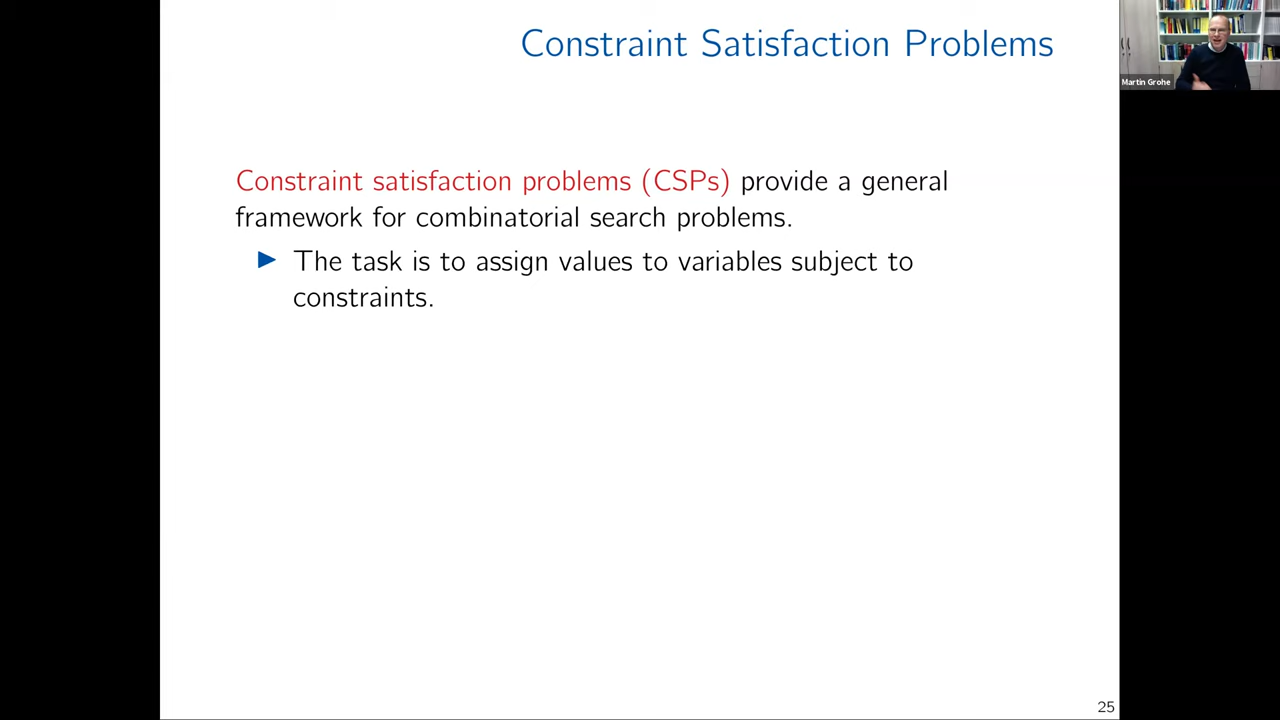 Constraint Satisfaction Problems
Martin Grohe
Constraint satisfaction problems (CSPs) provide a general
framework for combinatorial search problems.
▶ The task is to assign values to variables subject to
constraints.
25